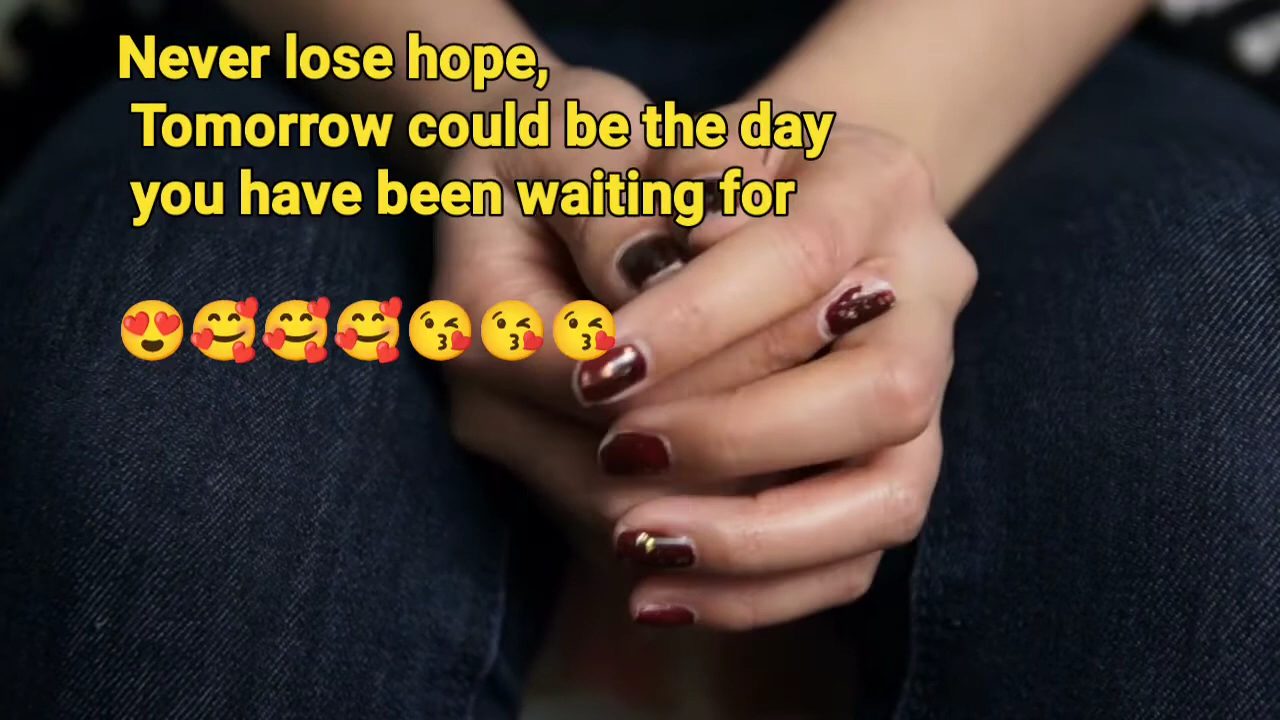 Never lose hope,
Tomorrow could be the day
you have been waiting for
😍🥰🥰🥰😘😘😘